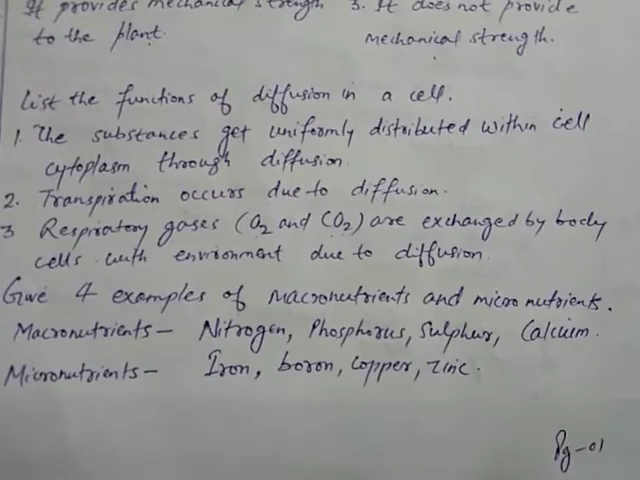 It provides mechanical strength 3. It does not provide
to the plant. mechanical strength.
List the functions of diffusion in a cell.
1. The substances get uniformly distributed within cell
cytoplasm through diffusion.
2. Transpiration occurs due to diffusion.
3 Respiratory gases (O2 and CO2) are exchanged by body
cells with environment due to diffusion.
Give 4 examples of macronutrients and micronutrients.
Macronutrients – Nitrogen, Phosphorus, Sulphur, Calcium.
Micronutrients – Iron, boron, copper, zinc.
Pg-01